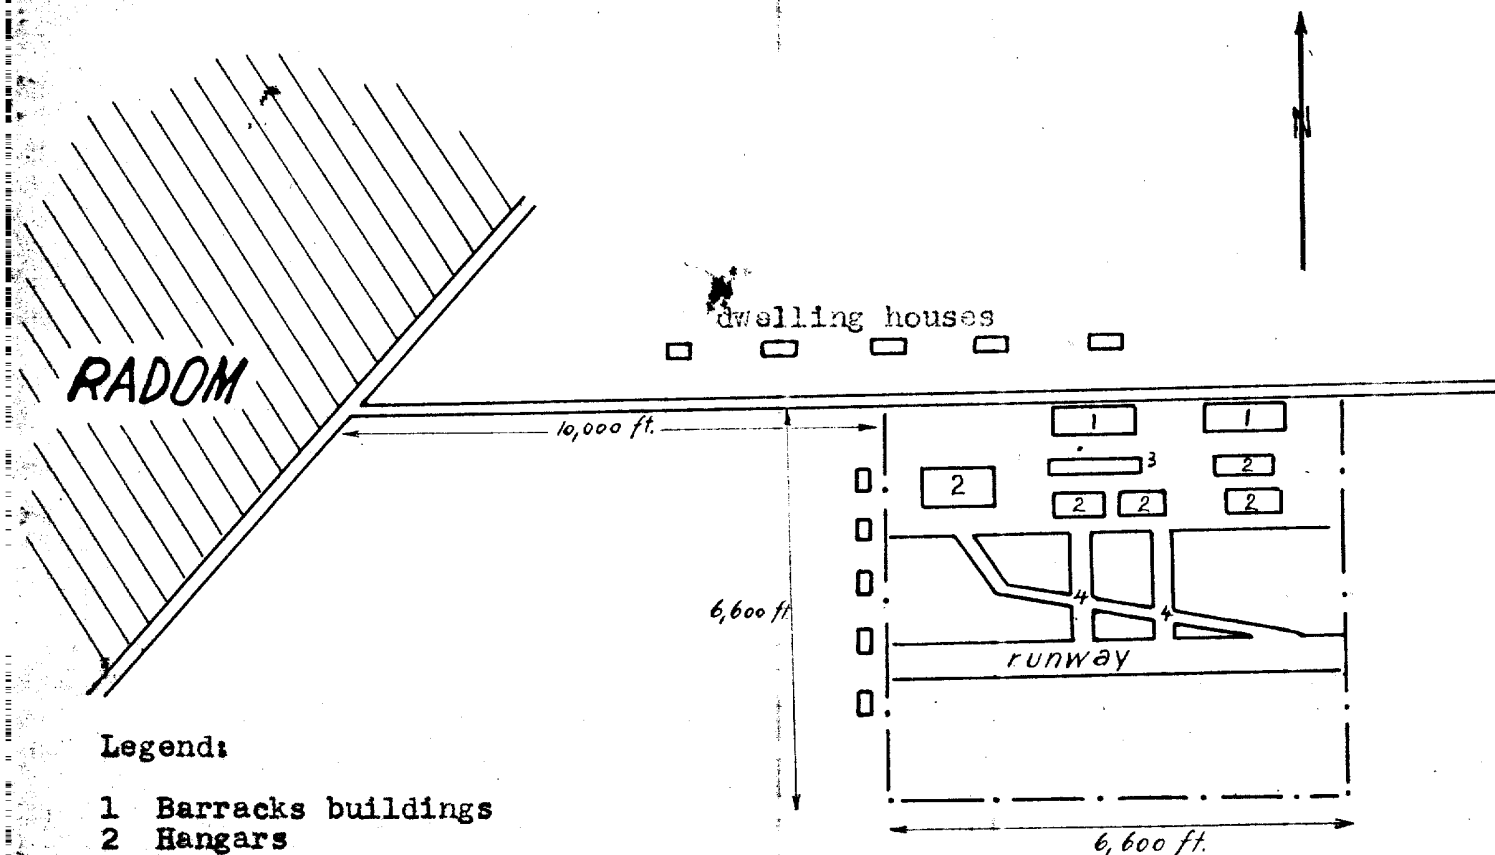 N
dwelling houses
RADOM
10,000 ft.
1 1
3
2
2
2 2 2
4
4
6,600 ft
runway
Legend:
1 Barracks buildings
2 Hangars
6,600 ft.